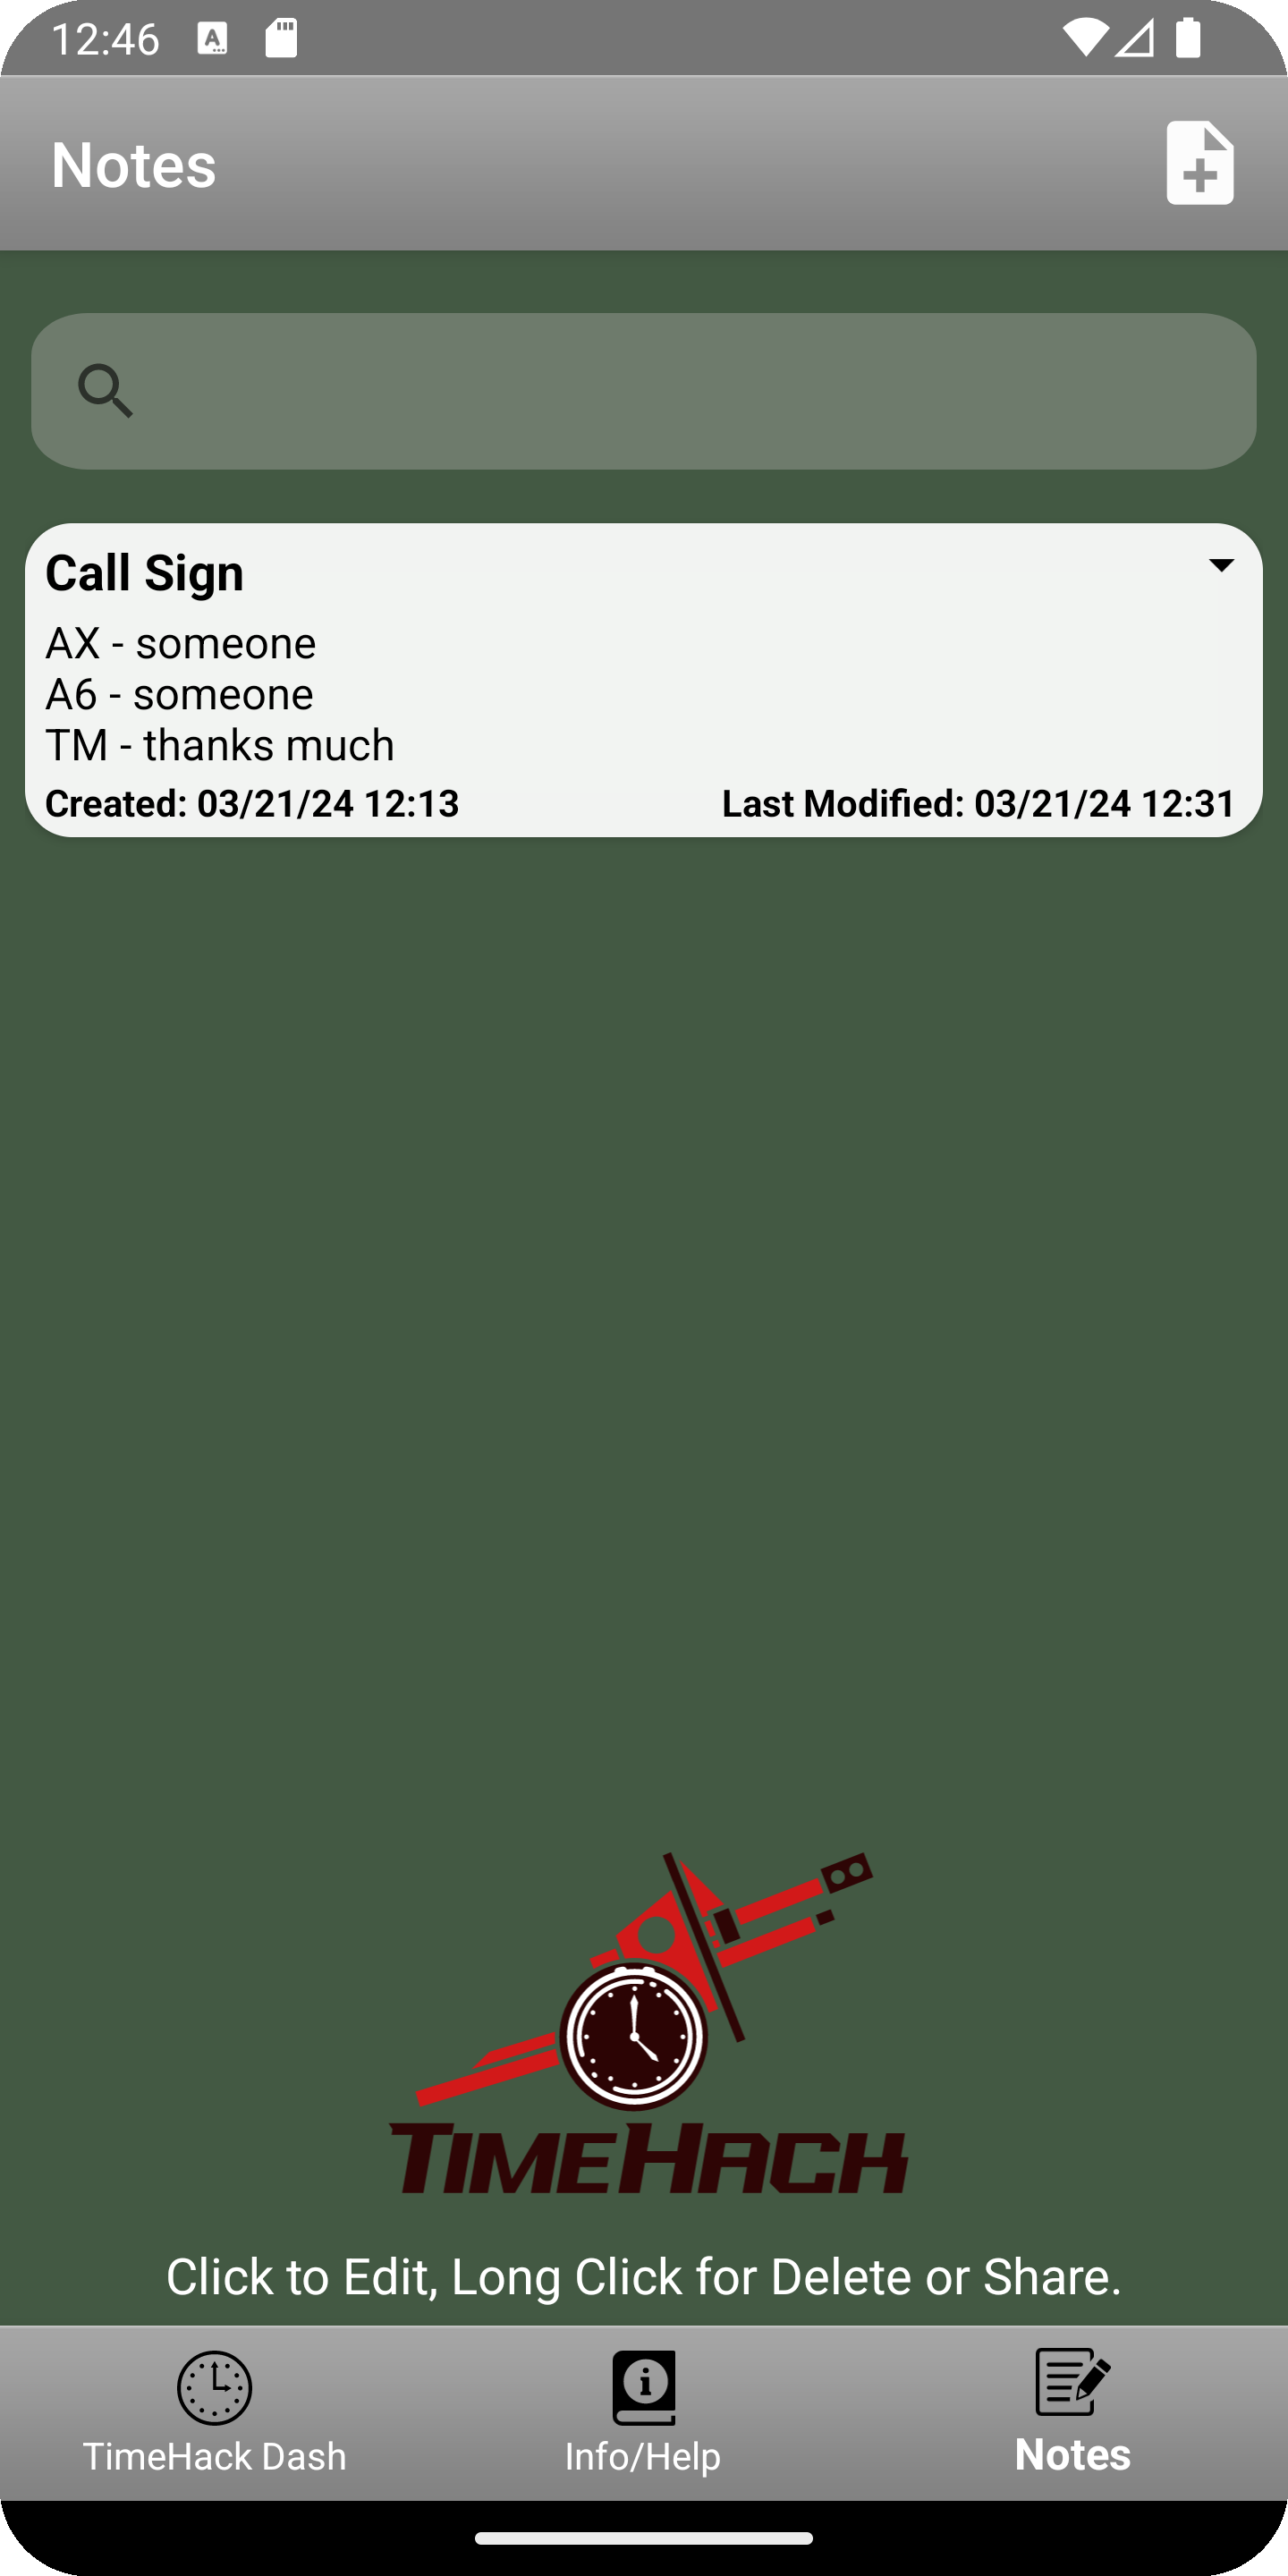 12:46
Notes
Call Sign
AX - someone
A6 - someone
TM - thanks much
Created: 03/21/24 12:13
Last Modified: 03/21/24 12:31
TIMEHACK
Click to Edit, Long Click for Delete or Share.
TimeHack Dash
Info/Help
Notes